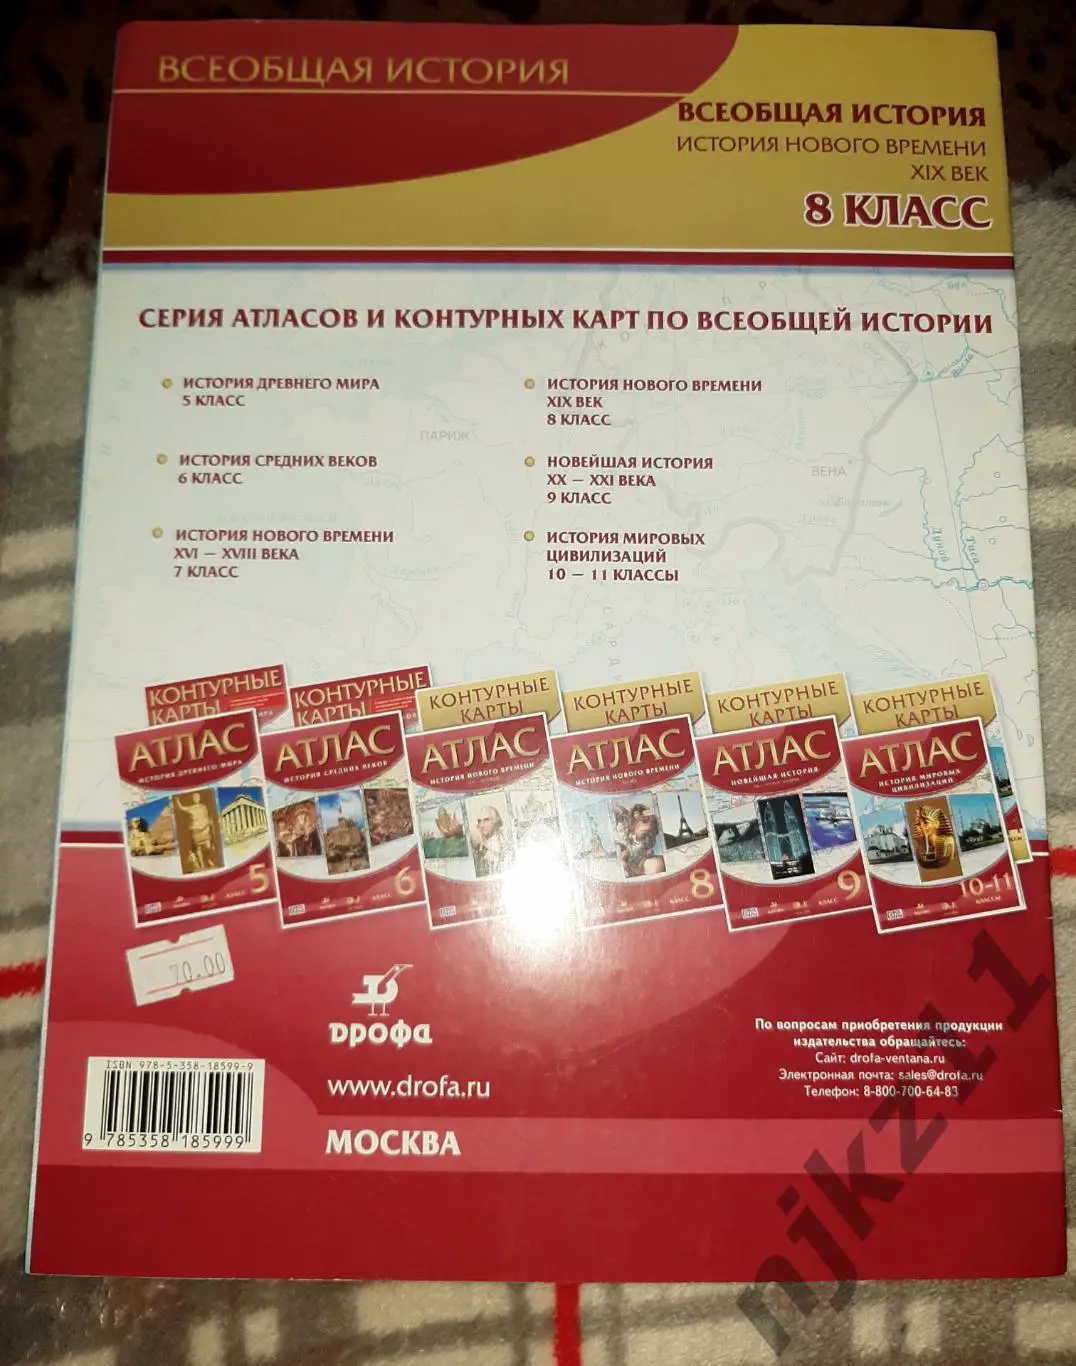 ВСЕОБЩАЯ ИСТОРИЯ
ВСЕОБЩАЯ ИСТОРИЯ
ИСТОРИЯ НОВОГО ВРЕМЕНИ
XIX ВЕК
8 КЛАСС
СЕРИЯ АТЛАСОВ И КОНТУРНЫХ КАРТ ПО ВСЕОБЩЕЙ ИСТОРИИ
ИСТОРИЯ ДРЕВНЕГО МИРА
5 КЛАСС
ИСТОРИЯ СРЕДНИХ ВЕКОВ
6 КЛАСС
ИСТОРИЯ НОВОГО ВРЕМЕНИ
XVI – XVIII ВЕКА
7 КЛАСС
ИСТОРИЯ НОВОГО ВРЕМЕНИ
XIX ВЕК
8 КЛАСС
НОВЕЙШАЯ ИСТОРИЯ
XX – XXI ВЕКА
9 КЛАСС
ИСТОРИЯ МИРОВЫХ
ЦИВИЛИЗАЦИЙ
10 – 11 КЛАССЫ
ПАРИЖ
ВЕНА
КОНТУРНЫЕ
КАРТЫ
АТЛАС
ИСТОРИЯ ДРЕВНЕГО МИРА
КЛАСС 5
КОНТУРНЫЕ
КАРТЫ
АТЛАС
ИСТОРИЯ СРЕДНИХ ВЕКОВ
КЛАСС 6
КОНТУРНЫЕ
КАРТЫ
АТЛАС
ИСТОРИЯ НОВОГО ВРЕМЕНИ
КОНТУРНЫЕ
КАРТЫ
АТЛАС
ИСТОРИЯ НОВОГО ВРЕМЕНИ
КЛАСС 8
КОНТУРНЫЕ
КАРТЫ
АТЛАС
НОВЕЙШАЯ ИСТОРИЯ
КЛАСС 9
КОНТУРНЫЕ
КАРТЫ
АТЛАС
ИСТОРИЯ МИРОВЫХ
ЦИВИЛИЗАЦИЙ
10-11
КЛАССЫ
70.00
ДРОФА
www.drofa.ru
МОСКВА
По вопросам приобретения продукции
издательства обращайтесь:
Сайт: drofa-ventana.ru
Электронная почта: sales@drofa.ru
Телефон: 8-800-700-64-83
ISBN 978-5-358-18599-9
9 785358 185999
njkz111